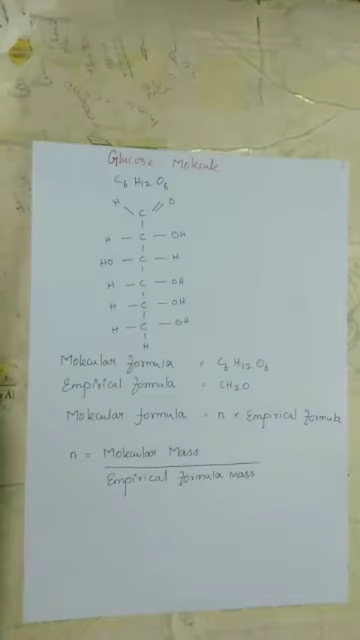 Glucose Molecule
C6 H12 O6
H O
C
H — C — OH
HO — C — H
H — C — OH
H — C — OH
H — C — OH
H
Molecular formula = C6 H12 O6
Empirical formula = CH2O
Molecular formula = n × Empirical formula
n = Molecular Mass
Empirical formula mass